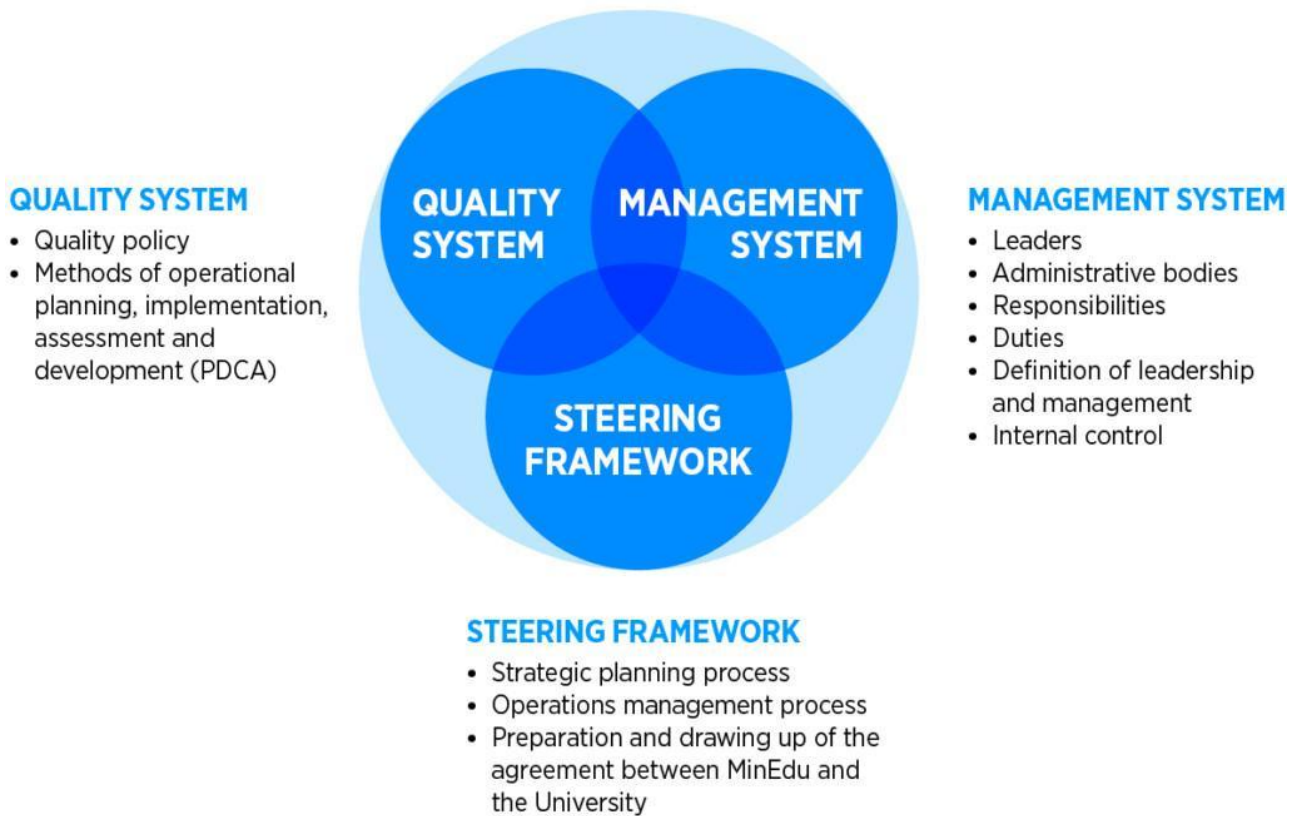 QUALITY
SYSTEM
MANAGEMENT
SYSTEM
STEERING
FRAMEWORK
QUALITY SYSTEM
• Quality policy
• Methods of operational
planning, implementation,
assessment and
development (PDCA)
MANAGEMENT SYSTEM
• Leaders
• Administrative bodies
• Responsibilities
• Duties
• Definition of leadership
and management
• Internal control
STEERING FRAMEWORK
• Strategic planning process
• Operations management process
• Preparation and drawing up of the
agreement between MinEdu and
the University